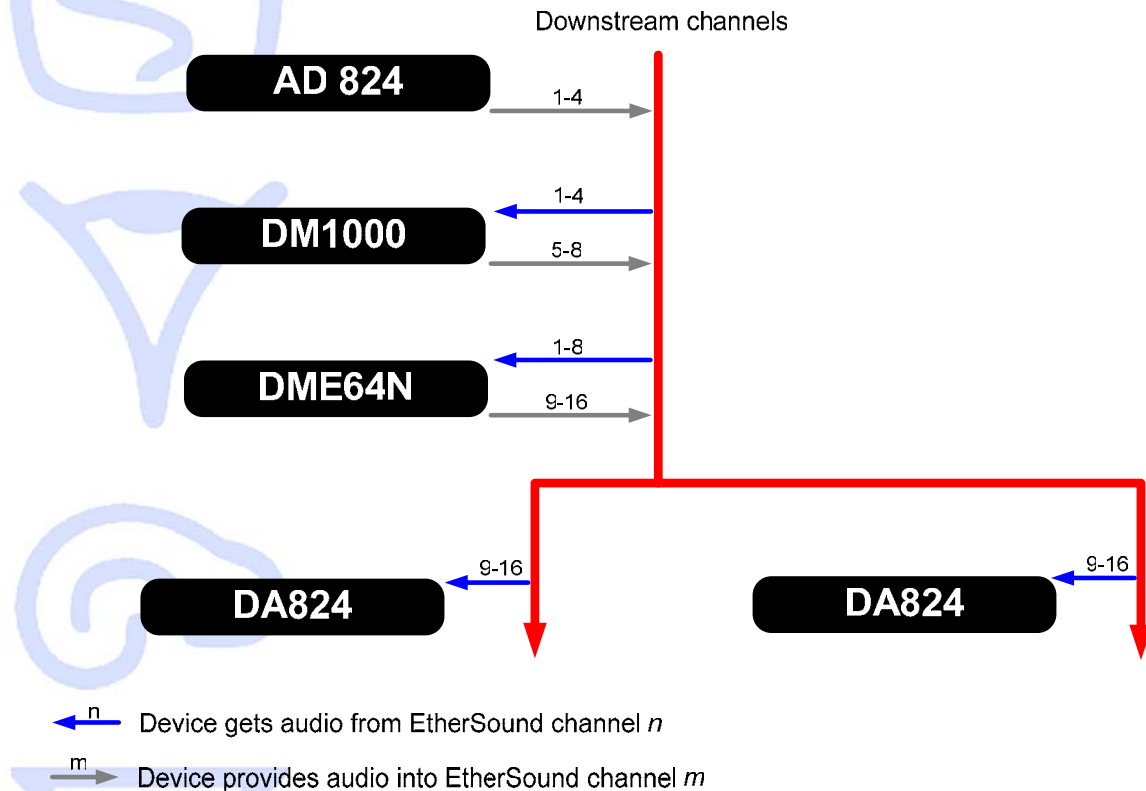 Downstream channels
AD 824
1-4
1-4
DM1000
5-8
1-8
DME64N
9-16
9-16
DA824
9-16
DA824
n
Device gets audio from EtherSound channel n
m
Device provides audio into EtherSound channel m